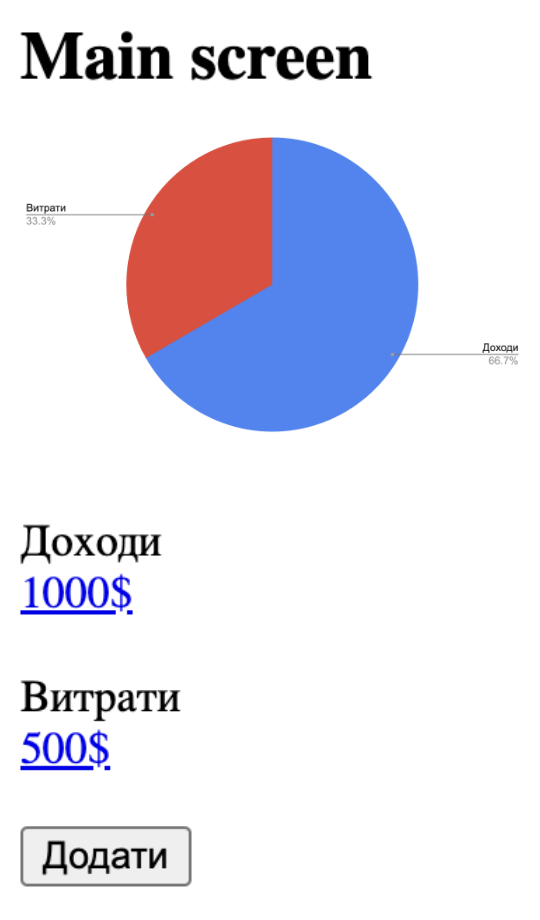 Main screen
Витрати
33.3%
Доходи
66.7%
Доходи
1000$
Витрати
500$
Додати